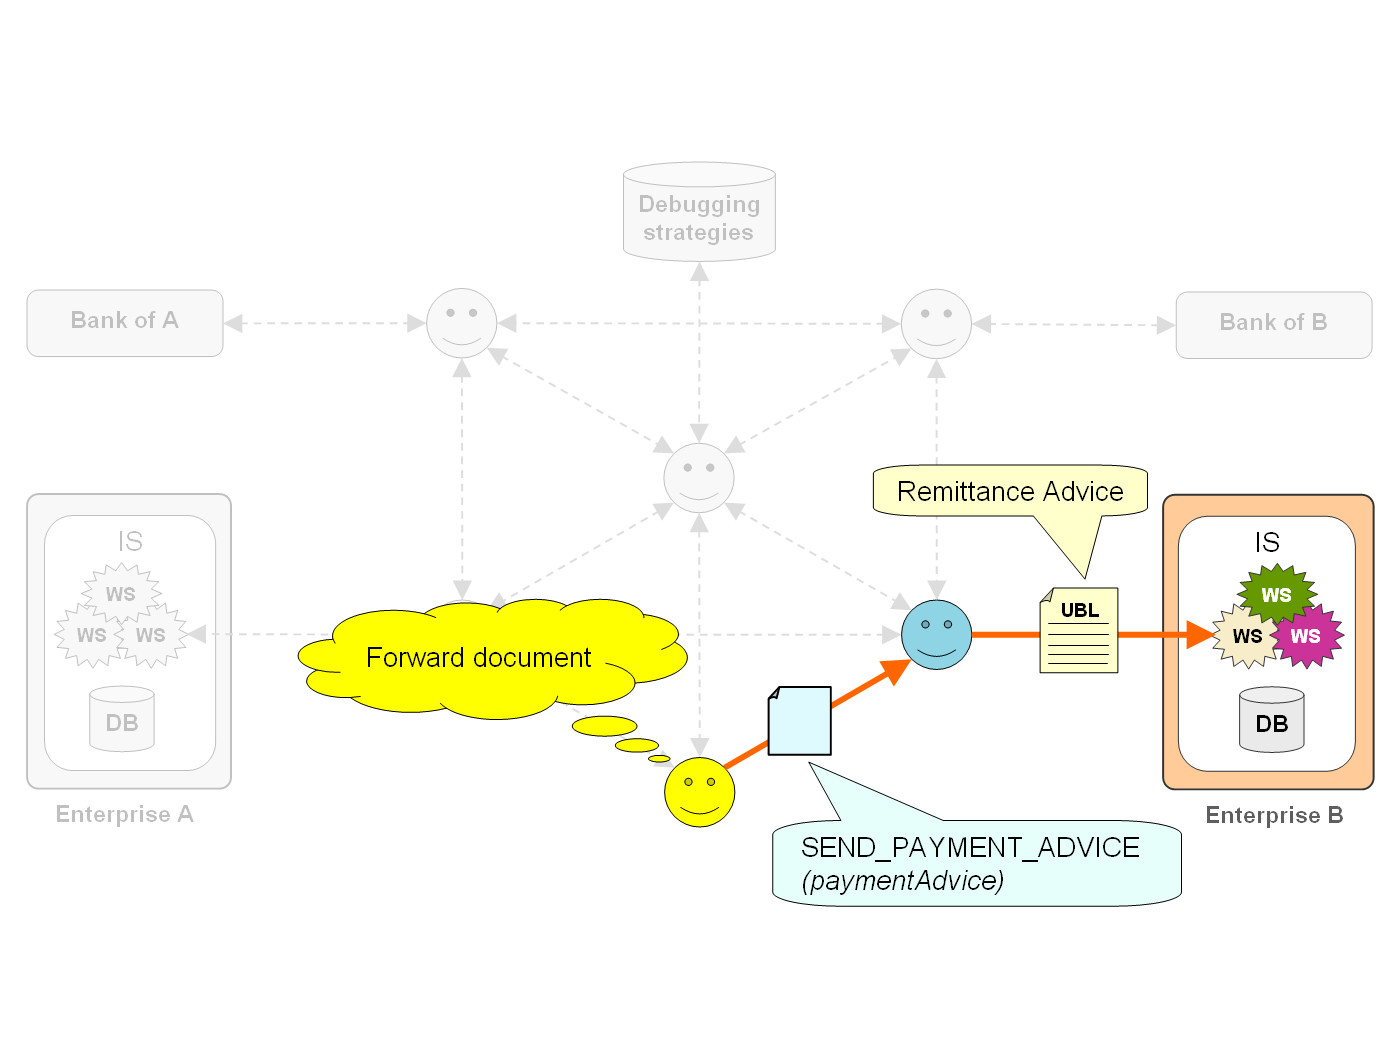 Debugging
strategies
Bank of A
Bank of B
Remittance Advice
IS
WS
WS
WS
DB
Enterprise A
Forward document
UBL
IS
WS
WS
WS
DB
Enterprise B
SEND_PAYMENT_ADVICE
(paymentAdvice)